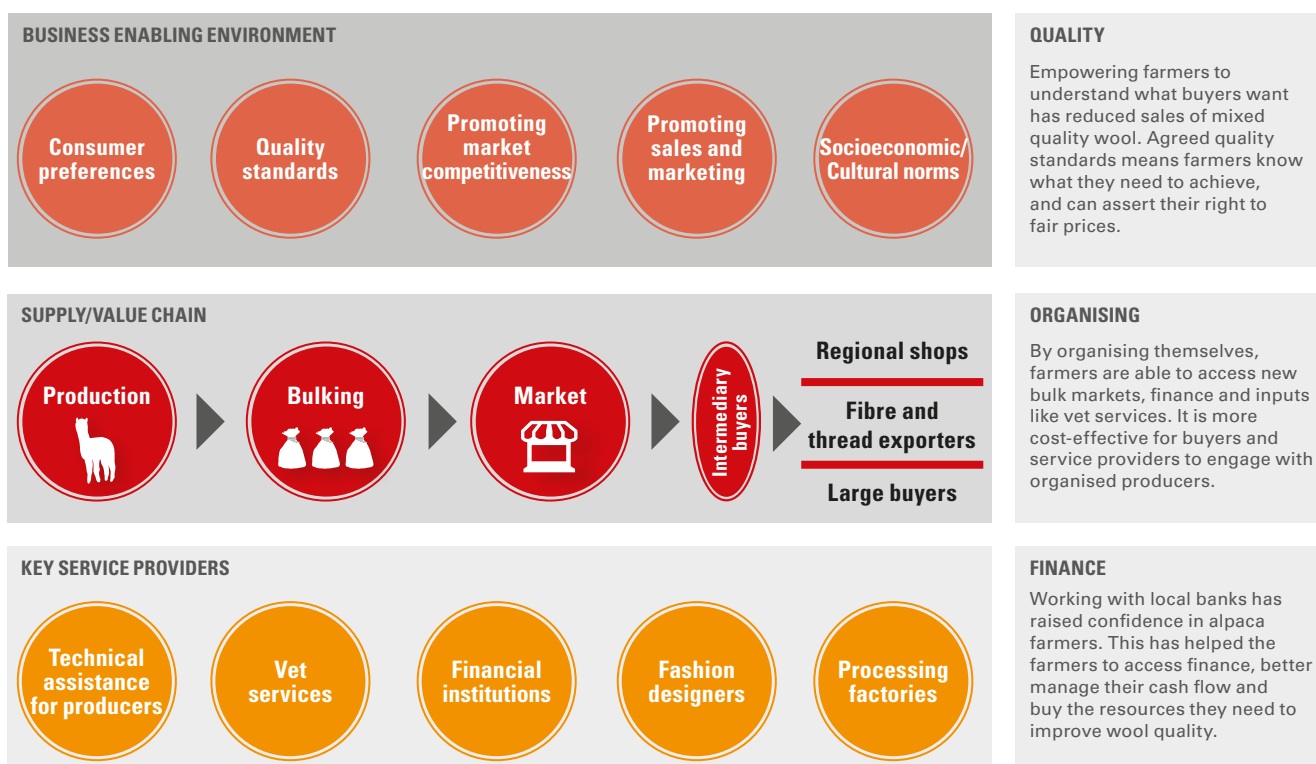 BUSINESS ENABLING ENVIRONMENT
Consumer
preferences
Quality
standards
Promoting
market
competitiveness
Promoting
sales and
marketing
Socioeconomic/
Cultural norms
QUALITY
Empowering farmers to
understand what buyers want
has reduced sales of mixed
quality wool. Agreed quality
standards means farmers know
what they need to achieve,
and can assert their right to
fair prices.
SUPPLY/VALUE CHAIN
Production
Bulking
Market
Intermediary
buyers
Regional shops
Fibre and
thread exporters
Large buyers
ORGANISING
By organising themselves,
farmers are able to access new
bulk markets, finance and inputs
like vet services. It is more
cost-effective for buyers and
service providers to engage with
organised producers.
KEY SERVICE PROVIDERS
Technical
assistance
for producers
Vet
services
Financial
institutions
Fashion
designers
Processing
factories
FINANCE
Working with local banks has
raised confidence in alpaca
farmers. This has helped the
farmers to access finance, better
manage their cash flow and
buy the resources they need to
improve wool quality.